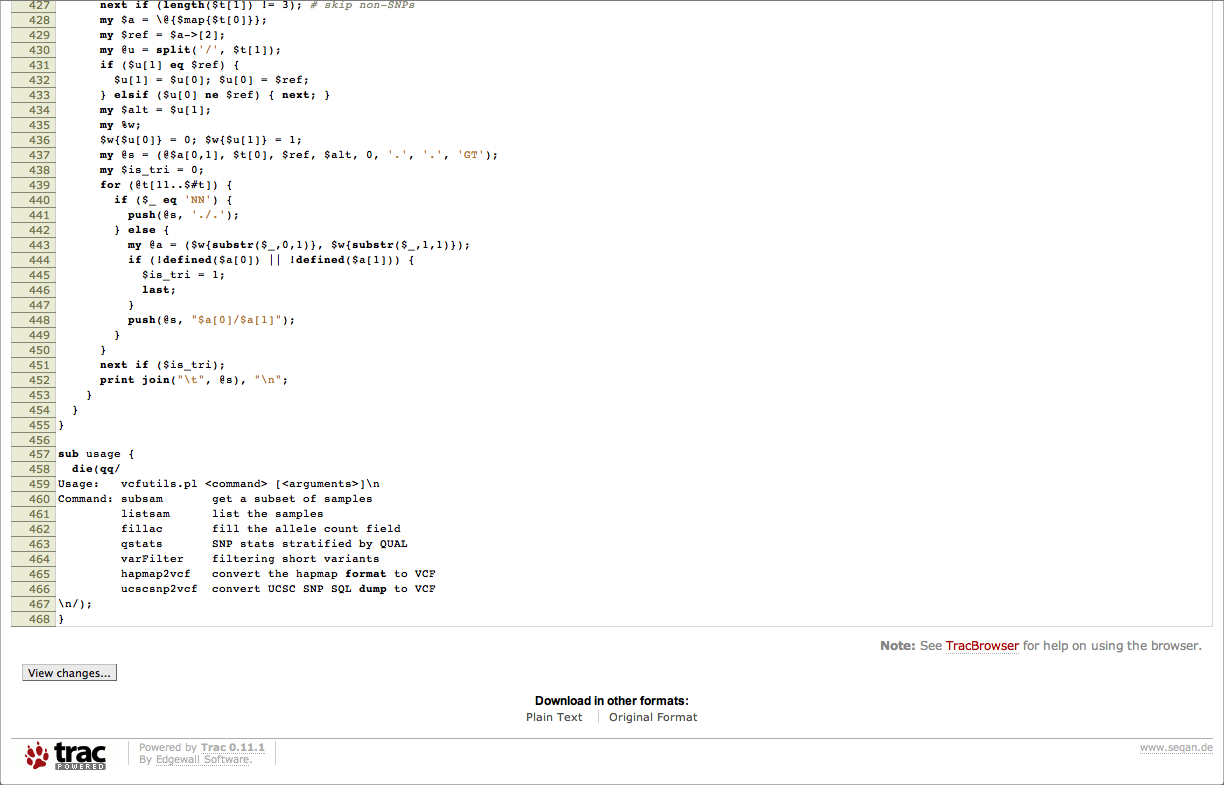 427 next if (length($t[1]) != 3); # skip non-SNPs
428 my $a = \@{$map{$t[0]}};
429 my $ref = $a->[2];
430 my @u = split('/', $t[1]);
431 if ($u[1] eq $ref) {
432 $u[1] = $u[0]; $u[0] = $ref;
433 } elsif ($u[0] ne $ref) { next; }
434 my $alt = $u[1];
435 my %w;
436 $w{$u[0]} = 0; $w{$u[1]} = 1;
437 my @s = (@$a[0,1], $t[0], $ref, $alt, 0, '.', '.', 'GT');
438 my $is_tri = 0;
439 for (@t[11..$#t]) {
440 if ($_ eq 'NN') {
441 push(@s, './.');
442 } else {
443 my @a = ($w{substr($_,0,1)}, $w{substr($_,1,1)});
444 if (!defined($a[0]) || !defined($a[1])) {
445 $is_tri = 1;
446 last;
447 }
448 push(@s, "$a[0]/$a[1]");
449 }
450 }
451 next if ($is_tri);
452 print join("\t", @s), "\n";
453 }
454 }
455 }
456
457 sub usage {
458 die(qq/
459 Usage: vcfutils.pl <command> [<arguments>]\n
460 Command: subsam get a subset of samples
461 listsam list the samples
462 fillac fill the allele count field
463 qstats SNP stats stratified by QUAL
464 varFilter filtering short variants
465 hapmap2vcf convert the hapmap format to VCF
466 ucscsnp2vcf convert UCSC SNP SQL dump to VCF
467 \n/);
468 }
Note: See TracBrowser for help on using the browser.
View changes...
Download in other formats:
Plain Text Original Format
trac POWERED
Powered by Trac 0.11.1
By Edgewall Software.
www.seqan.de